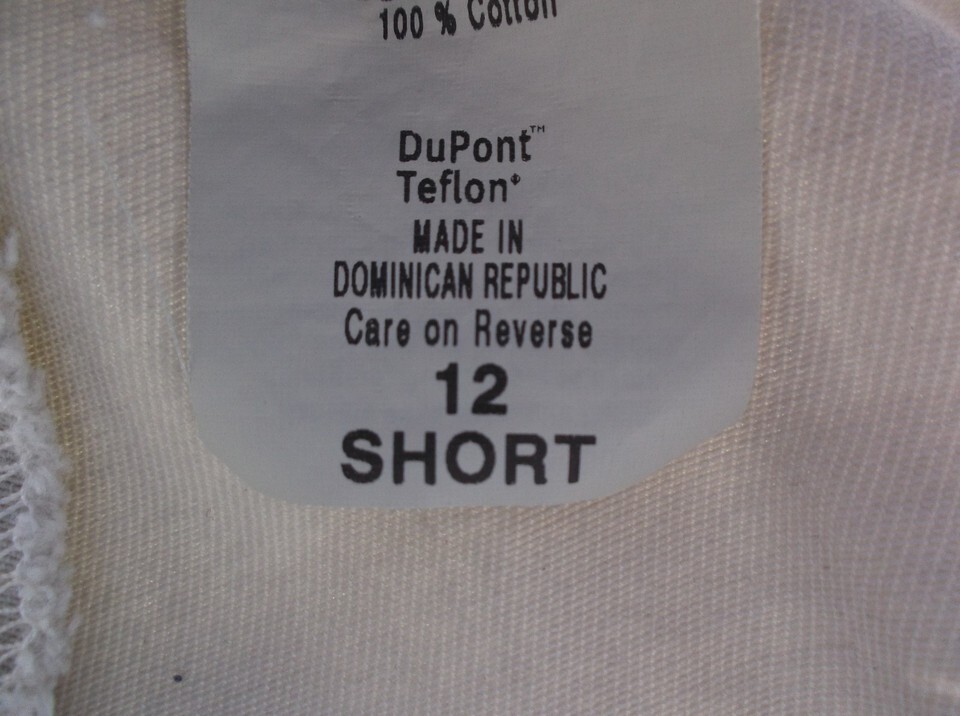 100 % Cotton
DuPont™
Teflon®
MADE IN
DOMINICAN REPUBLIC
Care on Reverse
12
SHORT